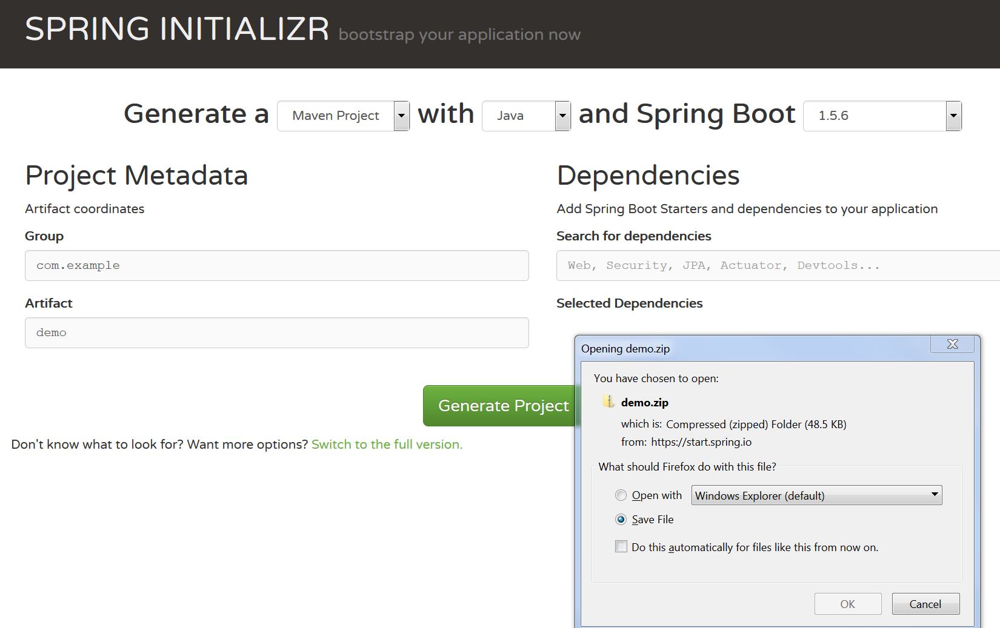 SPRING INITIALIZR bootstrap your application now
Generate a Maven Project with Java and Spring Boot 1.5.6
Project Metadata
Artifact coordinates
Group
com.example
Artifact
demo
Dependencies
Add Spring Boot Starters and dependencies to your application
Search for dependencies
Web, Security, JPA, Actuator, Devtools...
Selected Dependencies
Generate Project
Don't know what to look for? Want more options? Switch to the full version.
Opening demo.zip
You have chosen to open:
demo.zip
which is: Compressed (zipped) Folder (48.5 KB)
from: https://start.spring.io
What should Firefox do with this file?
Open with Windows Explorer (default)
Save File
Do this automatically for files like this from now on.
OK Cancel